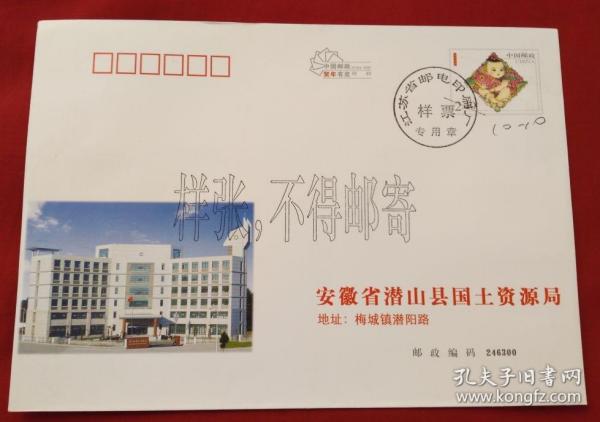 中国邮政
贺年有奖
中国邮政
CHINA
江苏省邮电印刷厂
样票
专用章
样张,不得邮寄
安徽省潜山县国土资源局
地址：梅城镇潜阳路
邮政编码 246300
孔夫子旧书网
www.kongfz.com